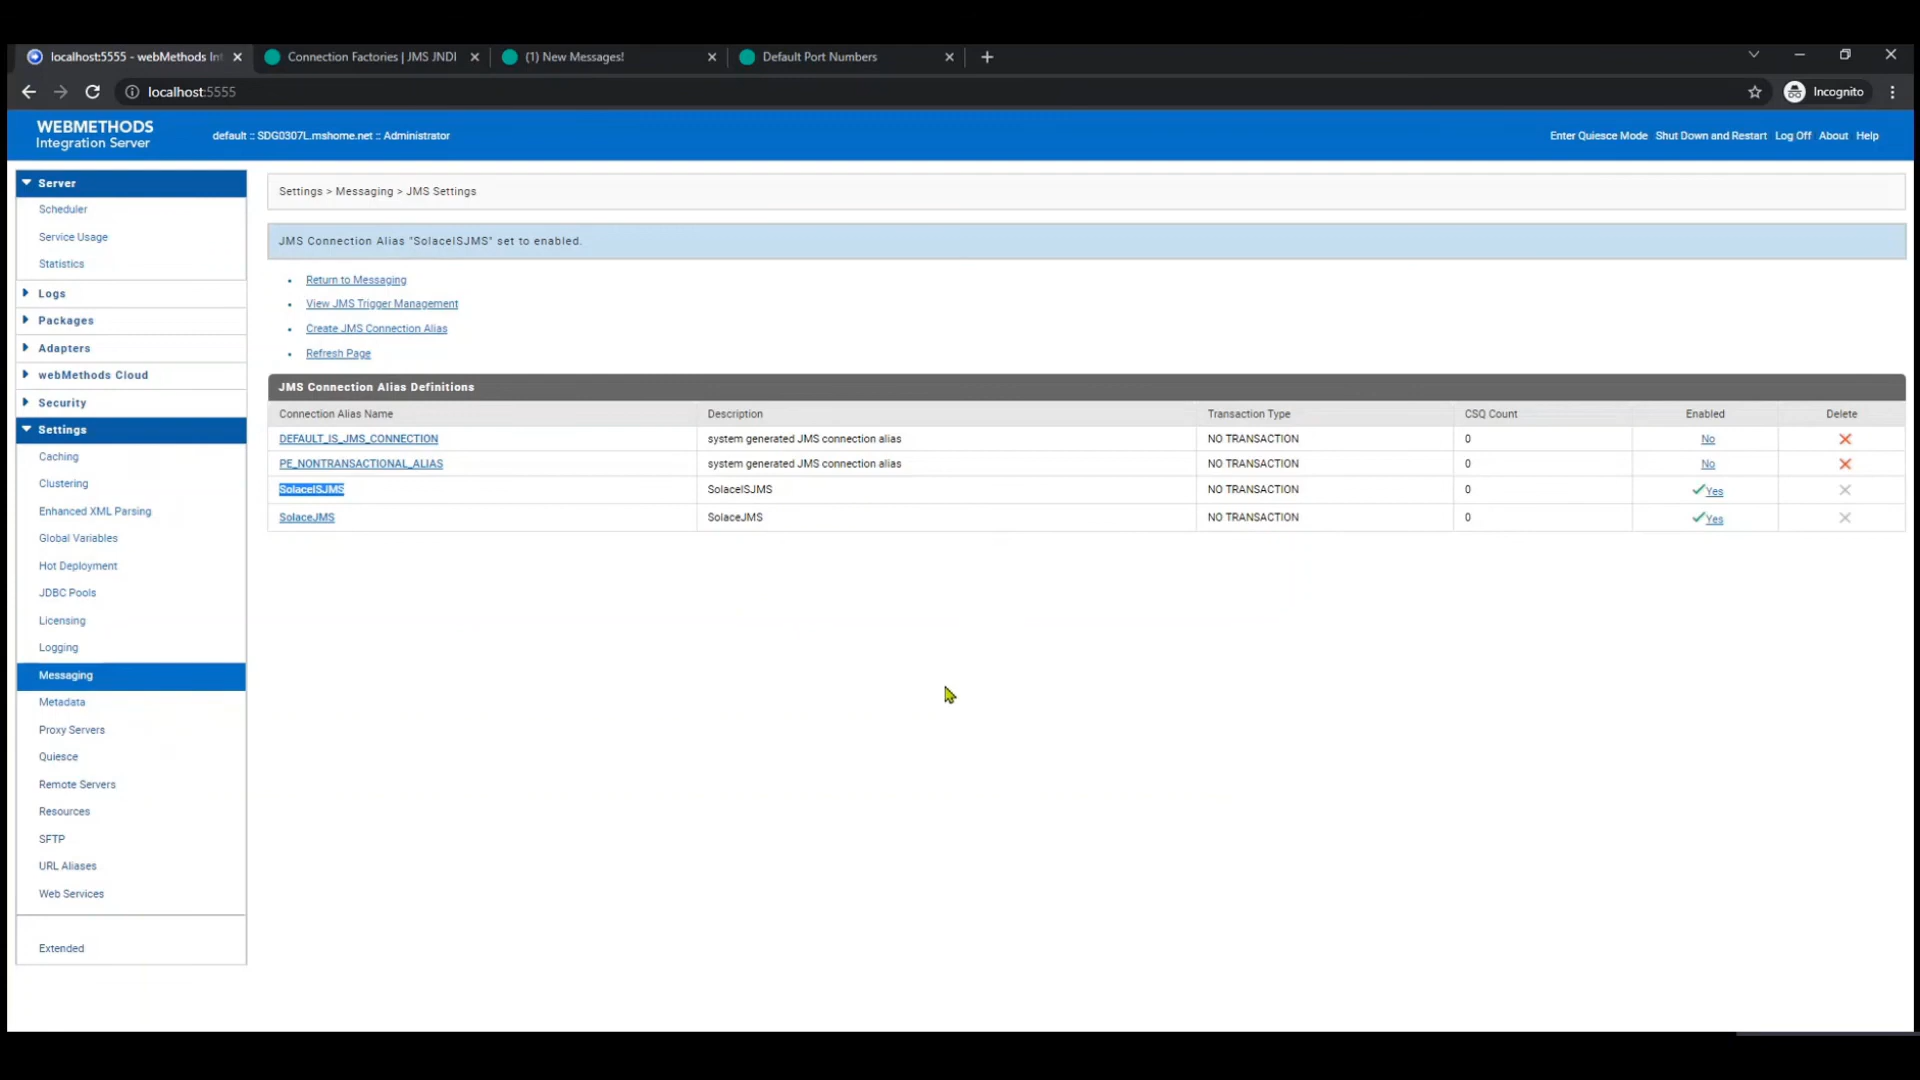 localhost:5555 - webMethods Int
Connection Factories | JMS JNDI
(1) New Messages!
Default Port Numbers
localhost:5555
Incognito
WEBMETHODS
Integration Server
default :: SDG0307L.mshome.net :: Administrator
Enter Quiesce Mode Shut Down and Restart Log Off About Help
Server
Scheduler
Service Usage
Statistics
Logs
Packages
Adapters
webMethods Cloud
Security
Settings
Caching
Clustering
Enhanced XML Parsing
Global Variables
Hot Deployment
JDBC Pools
Licensing
Logging
Messaging
Metadata
Proxy Servers
Quiesce
Remote Servers
Resources
SFTP
URL Aliases
Web Services
Extended
Settings > Messaging > JMS Settings
JMS Connection Alias "SolaceISJMS" set to enabled.
Return to Messaging
View JMS Trigger Management
Create JMS Connection Alias
Refresh Page
JMS Connection Alias Definitions
Connection Alias Name Description Transaction Type CSQ Count Enabled Delete
DEFAULT_IS_JMS_CONNECTION system generated JMS connection alias NO TRANSACTION 0 No
PE_NONTRANSACTIONAL_ALIAS system generated JMS connection alias NO TRANSACTION 0 No
SolaceISJMS SolaceISJMS NO TRANSACTION 0 Yes
SolaceJMS SolaceJMS NO TRANSACTION 0 Yes